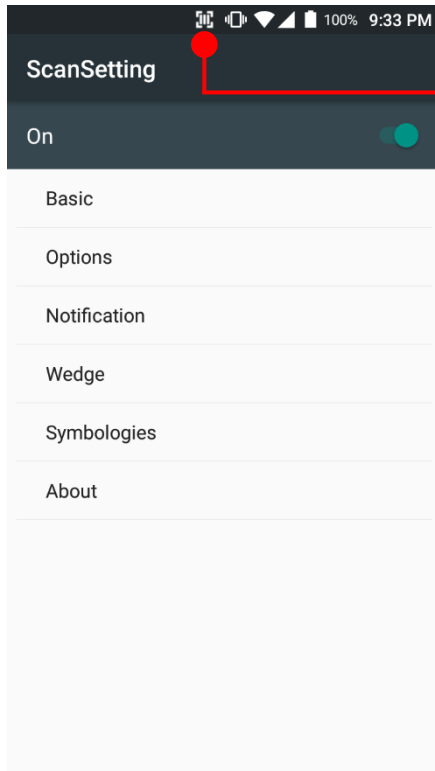 100% 9:33 PM
ScanSetting
On
Basic
Options
Notification
Wedge
Symbologies
About